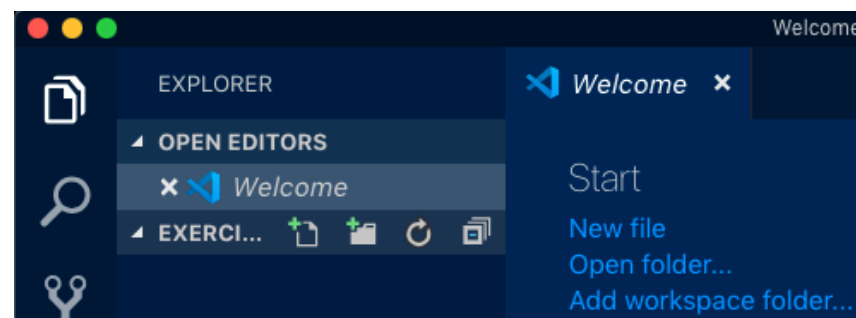 Welcome
EXPLORER
OPEN EDITORS
Welcome
EXERCI...
Welcome
Start
New file
Open folder...
Add workspace folder...